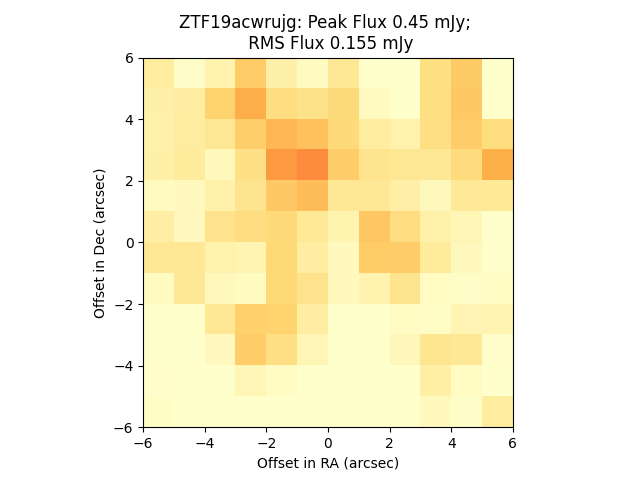 ZTF19acwrujg: Peak Flux 0.45 mJy;
RMS Flux 0.155 mJy
6
4
2
0
−2
−4
−6
Offset in Dec (arcsec)
−6 −4 −2 0 2 4 6
Offset in RA (arcsec)